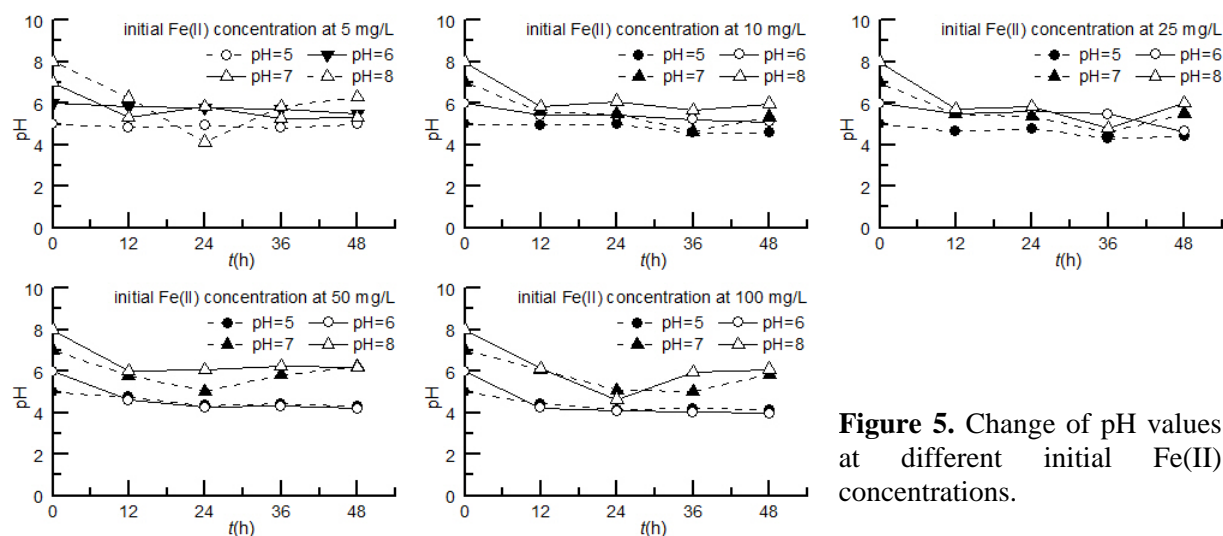 initial Fe(II) concentration at 5 mg/L
pH=5 pH=6
pH=7 pH=8
10
8
6
4
2
0
pH
0 12 24 36 48
t(h)
initial Fe(II) concentration at 10 mg/L
pH=5 pH=6
pH=7 pH=8
10
8
6
4
2
0
pH
0 12 24 36 48
t(h)
initial Fe(II) concentration at 25 mg/L
pH=5 pH=6
pH=7 pH=8
10
8
6
4
2
0
pH
0 12 24 36 48
t(h)
initial Fe(II) concentration at 50 mg/L
pH=5 pH=6
pH=7 pH=8
10
8
6
4
2
0
pH
0 12 24 36 48
t(h)
initial Fe(II) concentration at 100 mg/L
pH=5 pH=6
pH=7 pH=8
10
8
6
4
2
0
pH
0 12 24 36 48
t(h)
Figure 5. Change of pH values
at different initial Fe(II)
concentrations.